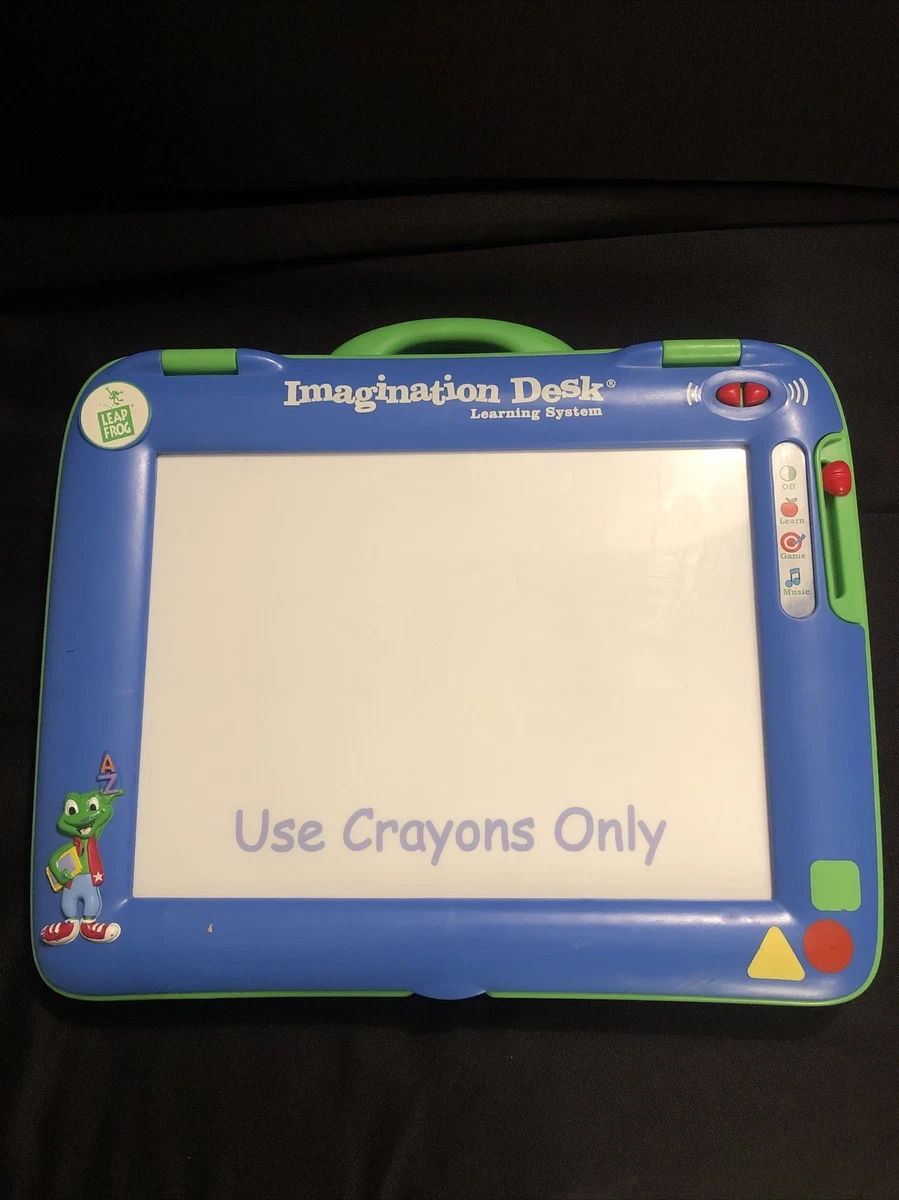 Imagination Desk®
Learning System
LEAP
FROG
Off
Learn
Game
Music
A
Z
Use Crayons Only